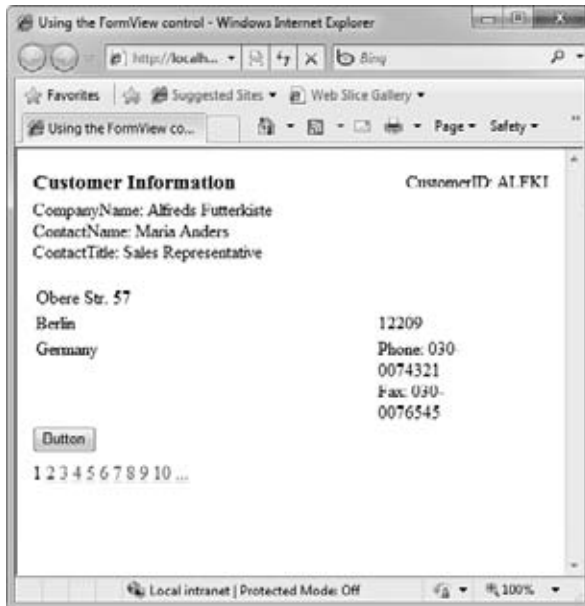 Using the FormView control - Windows Internet Explorer
http://localh...
Bing
Favorites Suggested Sites Web Slice Gallery
Using the FormView co... Page Safety
Customer Information CustomerID: ALFKI
CompanyName: Alfreds Futterkiste
ContactName: Maria Anders
ContactTitle: Sales Representative
Obere Str. 57
Berlin 12209
Germany Phone: 030-
0074321
Fax: 030-
0076545
Button
1 2 3 4 5 6 7 8 9 10 ...
Local intranet | Protected Mode: Off 100%